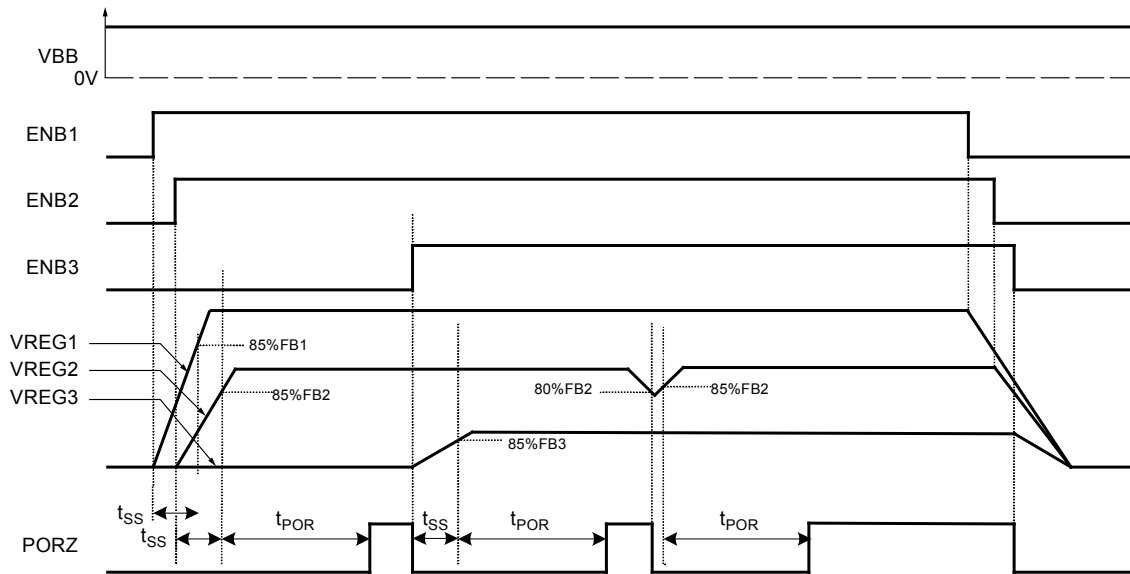 VBB
0V
ENB1
ENB2
ENB3
VREG1
VREG2
VREG3
85%FB1
85%FB2
80%FB2
85%FB2
85%FB3
tSS
tSS
tPOR
tSS
tPOR
tPOR
PORZ